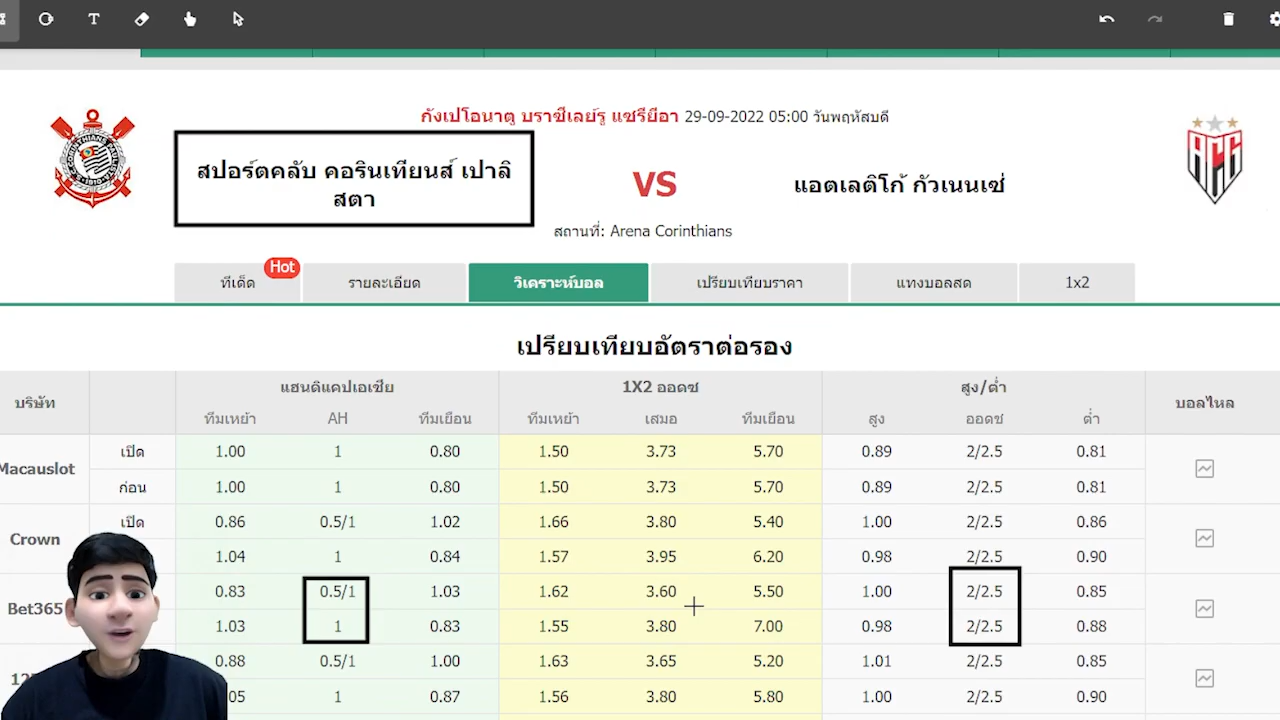 T
กัมเปโอนาตู บราซีเลย์รู แซรียีอา 29-09-2022 05:00 วันพฤหัสบดี
สปอร์ตคลับ คอรินเทียนส์ เปาลิ
สตา
VS
แอตเลติโก้ กัวเนนเซ่
สถานที่: Arena Corinthians
ทีเด็ด Hot รายละเอียด วิเคราะห์บอล เปรียบเทียบราคา แทงบอลสด 1x2
เปรียบเทียบอัตราต่อรอง
บริษัท แฮนดิแคปเอเชีย 1X2 ออดซ สูง/ต่ำ บอลไหล
ทีมเหย้า AH ทีมเยือน ทีมเหย้า เสมอ ทีมเยือน สูง ออดซ ต่ำ
Macauslot เปิด 1.00 1 0.80 1.50 3.73 5.70 0.89 2/2.5 0.81
ก่อน 1.00 1 0.80 1.50 3.73 5.70 0.89 2/2.5 0.81
Crown เปิด 0.86 0.5/1 1.02 1.66 3.80 5.40 1.00 2/2.5 0.86
1.04 1 0.84 1.57 3.95 6.20 0.98 2/2.5 0.90
Bet365 0.83 0.5/1 1.03 1.62 3.60 5.50 1.00 2/2.5 0.85
1.03 1 0.83 1.55 3.80 7.00 0.98 2/2.5 0.88
0.88 0.5/1 1.00 1.63 3.65 5.20 1.01 2/2.5 0.85
05 1 0.87 1.56 3.80 5.80 1.00 2/2.5 0.90